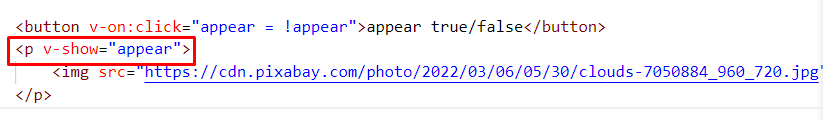 <button v-on:click="appear = !appear">appear true/false</button>
<p v-show="appear">
<img src="https://cdn.pixabay.com/photo/2022/03/06/05/30/clouds-7050884_960_720.jpg"
</p>